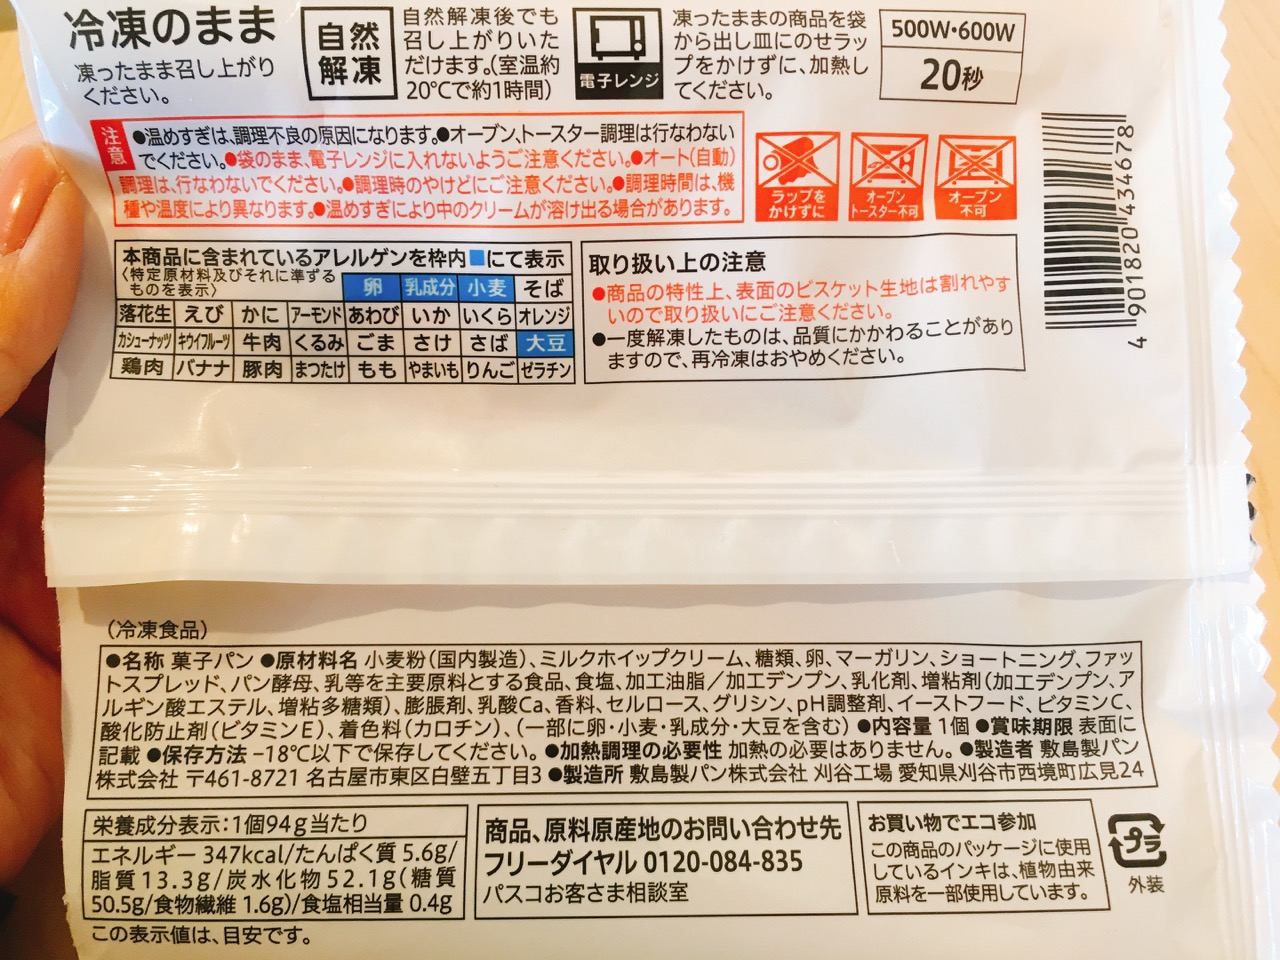 冷凍のまま
凍ったまま召し上がり
ください。
自然
解凍
自然解凍後でも
召し上がりいた
だけます。(室温約
20℃で約1時間)
電子レンジ
凍ったままの商品を袋
から出し皿にのせラッ
プをかけずに、加熱し
てください。
500W・600W
20秒
注意
●温めすぎは、調理不良の原因になります。●オーブン、トースター調理は行なわない
でください。●袋のまま、電子レンジに入れないようご注意ください。●オート(自動)
調理は、行なわないでください。●調理時のやけどにご注意ください。●調理時間は、機
種や温度により異なります。●温めすぎにより中のクリームが溶け出る場合があります。
ラップを
かけずに
オーブン
トースター不可
オーブン
不可
4 901820 434678
本商品に含まれているアレルゲンを枠内■にて表示
〈特定原材料及びそれに準ずる
ものを表示〉
卵 乳成分 小麦 そば
落花生 えび かに アーモンド あわび いか いくら オレンジ
カシューナッツ キウイフルーツ 牛肉 くるみ ごま さけ さば 大豆
鶏肉 バナナ 豚肉 まつたけ もも やまいも りんご ゼラチン
取り扱い上の注意
●商品の特性上、表面のビスケット生地は割れやす
いので取り扱いにご注意ください。
●一度解凍したものは、品質にかかわることがあり
ますので、再冷凍はおやめください。
(冷凍食品)
●名称 菓子パン ●原材料名 小麦粉(国内製造)、ミルクホイップクリーム、糖類、卵、マーガリン、ショートニング、ファッ
トスプレッド、パン酵母、乳等を主要原料とする食品、食塩、加工油脂/加工デンプン、乳化剤、増粘剤(加工デンプン、ア
ルギン酸エステル、増粘多糖類)、膨脹剤、乳酸Ca、香料、セルロース、グリシン、pH調整剤、イーストフード、ビタミンC、
酸化防止剤(ビタミンE)、着色料(カロチン)、(一部に卵・小麦・乳成分・大豆を含む) ●内容量 1個 ●賞味期限 表面に
記載 ●保存方法 −18℃以下で保存してください。●加熱調理の必要性 加熱の必要はありません。●製造者 敷島製パン
株式会社 〒461-8721 名古屋市東区白壁五丁目3 ●製造所 敷島製パン株式会社 刈谷工場 愛知県刈谷市西境町広見24
栄養成分表示:1個94g当たり
エネルギー 347kcal/たんぱく質 5.6g/
脂質13.3g/炭水化物52.1g(糖質
50.5g/食物繊維 1.6g)/食塩相当量 0.4g
この表示値は、目安です。
商品、原料原産地のお問い合わせ先
フリーダイヤル 0120-084-835
パスコお客さま相談室
お買い物でエコ参加
この商品のパッケージに使用
しているインキは、植物由来
原料を一部使用しています。
プラ
外装